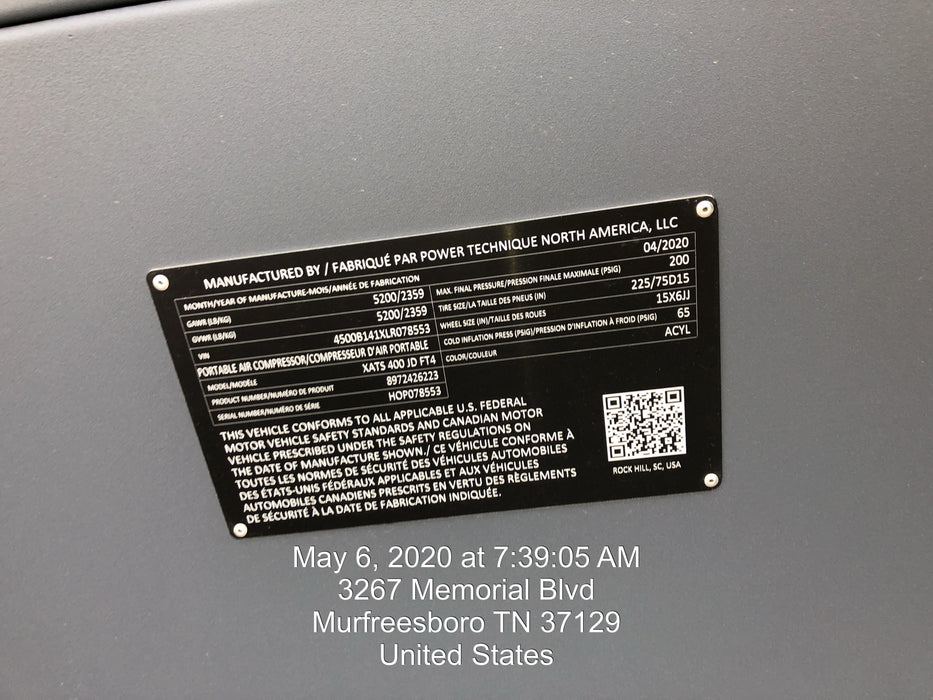 MANUFACTURED BY / FABRIQUÉ PAR POWER TECHNIQUE NORTH AMERICA, LLC
MONTH/YEAR OF MANUFACTURE-MOIS/ANNÉE DE FABRICATION 04/2020
GAWR (LB/KG) 5200/2359
GVWR (LB/KG) 5200/2359
VIN 4500B141XLR078553
PORTABLE AIR COMPRESSOR/COMPRESSEUR D'AIR PORTABLE
MODEL/MODÈLE XATS 400 JD FT4
PRODUCT NUMBER/NUMÉRO DE PRODUIT 8972426223
SERIAL NUMBER/NUMÉRO DE SÉRIE HOP078553
MAX. FINAL PRESSURE/PRESSION FINALE MAXIMALE (PSIG) 200
TIRE SIZE/LA TAILLE DES PNEUS (IN) 225/75D15
WHEEL SIZE (IN)/TAILLE DES ROUES 15X6JJ
COLD INFLATION PRESS (PSIG)/PRESSION D'INFLATION À FROID (PSIG) 65
COLOR/COULEUR ACYL
THIS VEHICLE CONFORMS TO ALL APPLICABLE U.S. FEDERAL
MOTOR VEHICLE SAFETY STANDARDS AND CANADIAN MOTOR
VEHICLE PRESCRIBED UNDER THE SAFETY REGULATIONS ON
THE DATE OF MANUFACTURE SHOWN./ CE VÉHICULE CONFORME À
TOUTES LES NORMES DE SÉCURITÉ DES VÉHICULES AUTOMOBILES
DES ÉTATS-UNIS FÉDÉRAUX APPLICABLES ET AUX VÉHICULES
AUTOMOBILES CANADIENS PRESCRITS EN VERTU DES RÈGLEMENTS
DE SÉCURITÉ À LA DATE DE FABRICATION INDIQUÉE.
ROCK HILL, SC, USA
May 6, 2020 at 7:39:05 AM
3267 Memorial Blvd
Murfreesboro TN 37129
United States